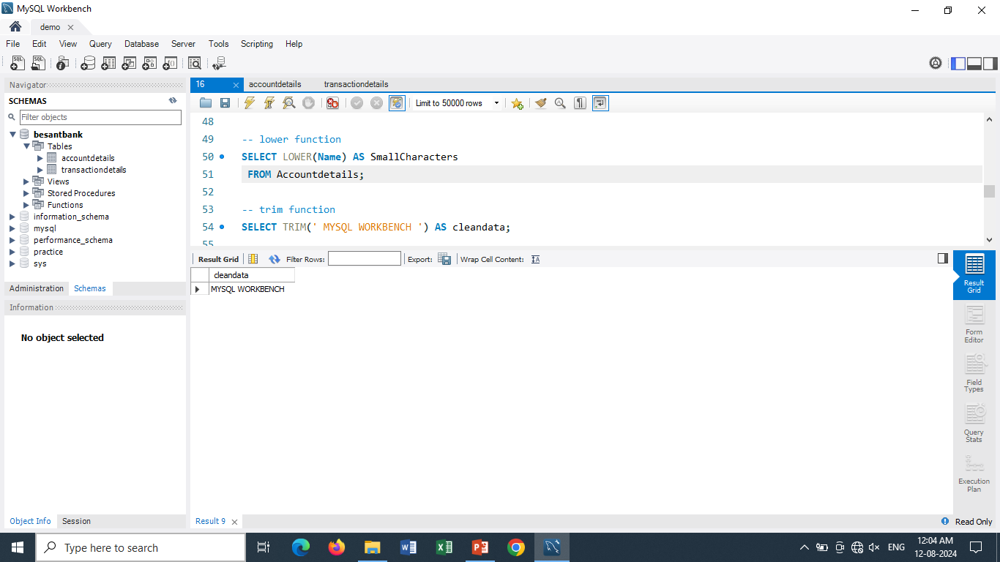 MySQL Workbench
demo
File Edit View Query Database Server Tools Scripting Help
Navigator
SCHEMAS
Filter objects
besantbank
Tables
accountdetails
transactiondetails
Views
Stored Procedures
Functions
information_schema
mysql
performance_schema
practice
sys
Administration Schemas
Information
No object selected
Object Info Session
16 accountdetails transactiondetails
Limit to 50000 rows
48
49 -- lower function
50 SELECT LOWER(Name) AS SmallCharacters
51 FROM Accountdetails;
52
53 -- trim function
54 SELECT TRIM(' MYSQL WORKBENCH ') AS cleandata;
55
Result Grid Filter Rows: Export: Wrap Cell Content:
cleandata
MYSQL WORKBENCH
Result
Grid
Form
Editor
Field
Types
Query
Stats
Execution
Plan
Result 9 Read Only
Type here to search
ENG
12:04 AM
12-08-2024